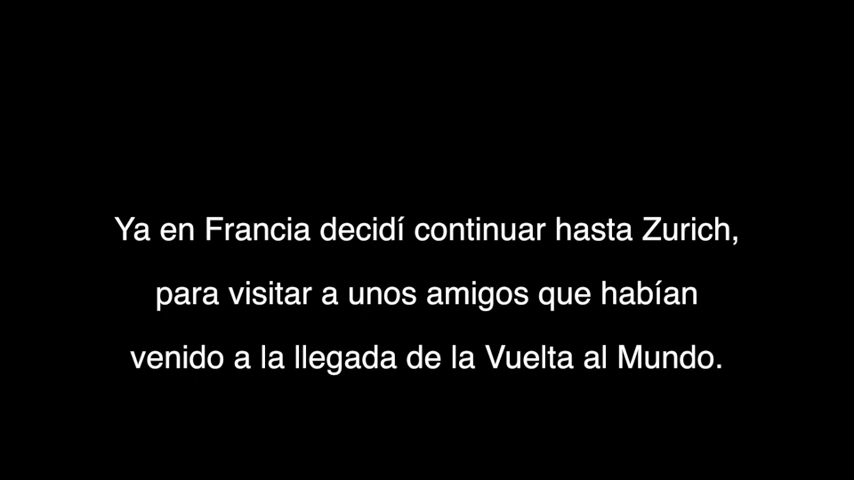 Ya en Francia decidí continuar hasta Zurich,
para visitar a unos amigos que habían
venido a la llegada de la Vuelta al Mundo.